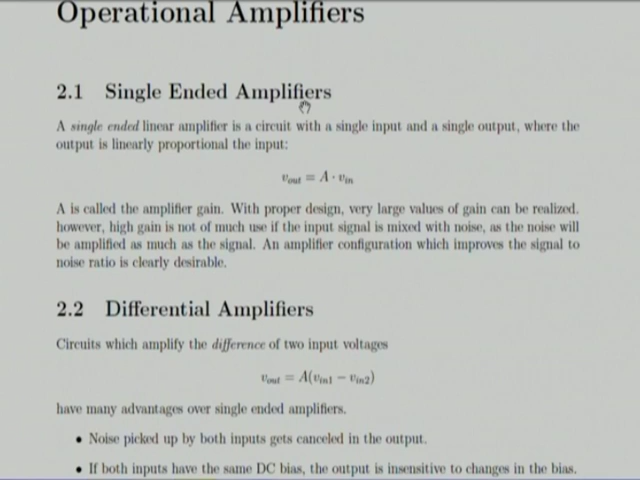 Operational Amplifiers
2.1 Single Ended Amplifiers
A single ended linear amplifier is a circuit with a single input and a single output, where the
output is linearly proportional the input:
v_out = A · v_in
A is called the amplifier gain. With proper design, very large values of gain can be realized.
however, high gain is not of much use if the input signal is mixed with noise, as the noise will
be amplified as much as the signal. An amplifier configuration which improves the signal to
noise ratio is clearly desirable.
2.2 Differential Amplifiers
Circuits which amplify the difference of two input voltages
v_out = A(v_in1 − v_in2)
have many advantages over single ended amplifiers.
• Noise picked up by both inputs gets canceled in the output.
• If both inputs have the same DC bias, the output is insensitive to changes in the bias.